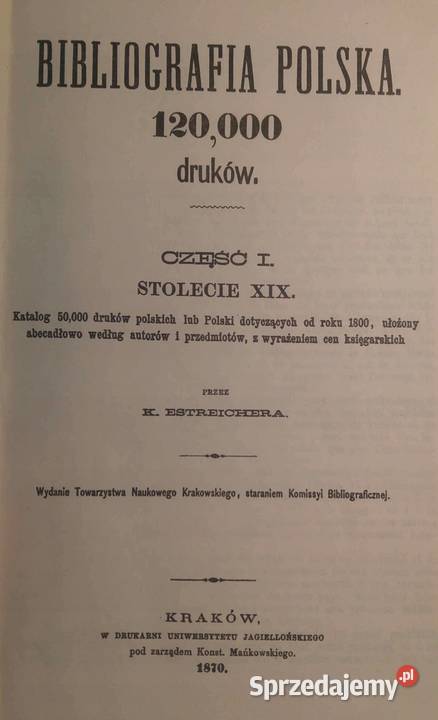 BIBLIOGRAFIA POLSKA.
120,000
druków.
CZĘŚĆ I.
STOLECIE XIX.
Katalog 50,000 druków polskich lub Polski dotyczących od roku 1800, ułożony
abecadłowo według autorów i przedmiotów, z wyrażeniem cen księgarskich
PRZEZ
K. ESTREICHERA.
Wydanie Towarzystwa Naukowego Krakowskiego, staraniem Komissyi Bibliograficznej.
KRAKÓW,
W DRUKARNI UNIWERSYTETU JAGIELLOŃSKIEGO
pod zarządem Konst. Mańkowskiego.
1870.
Sprzedajemy.pl